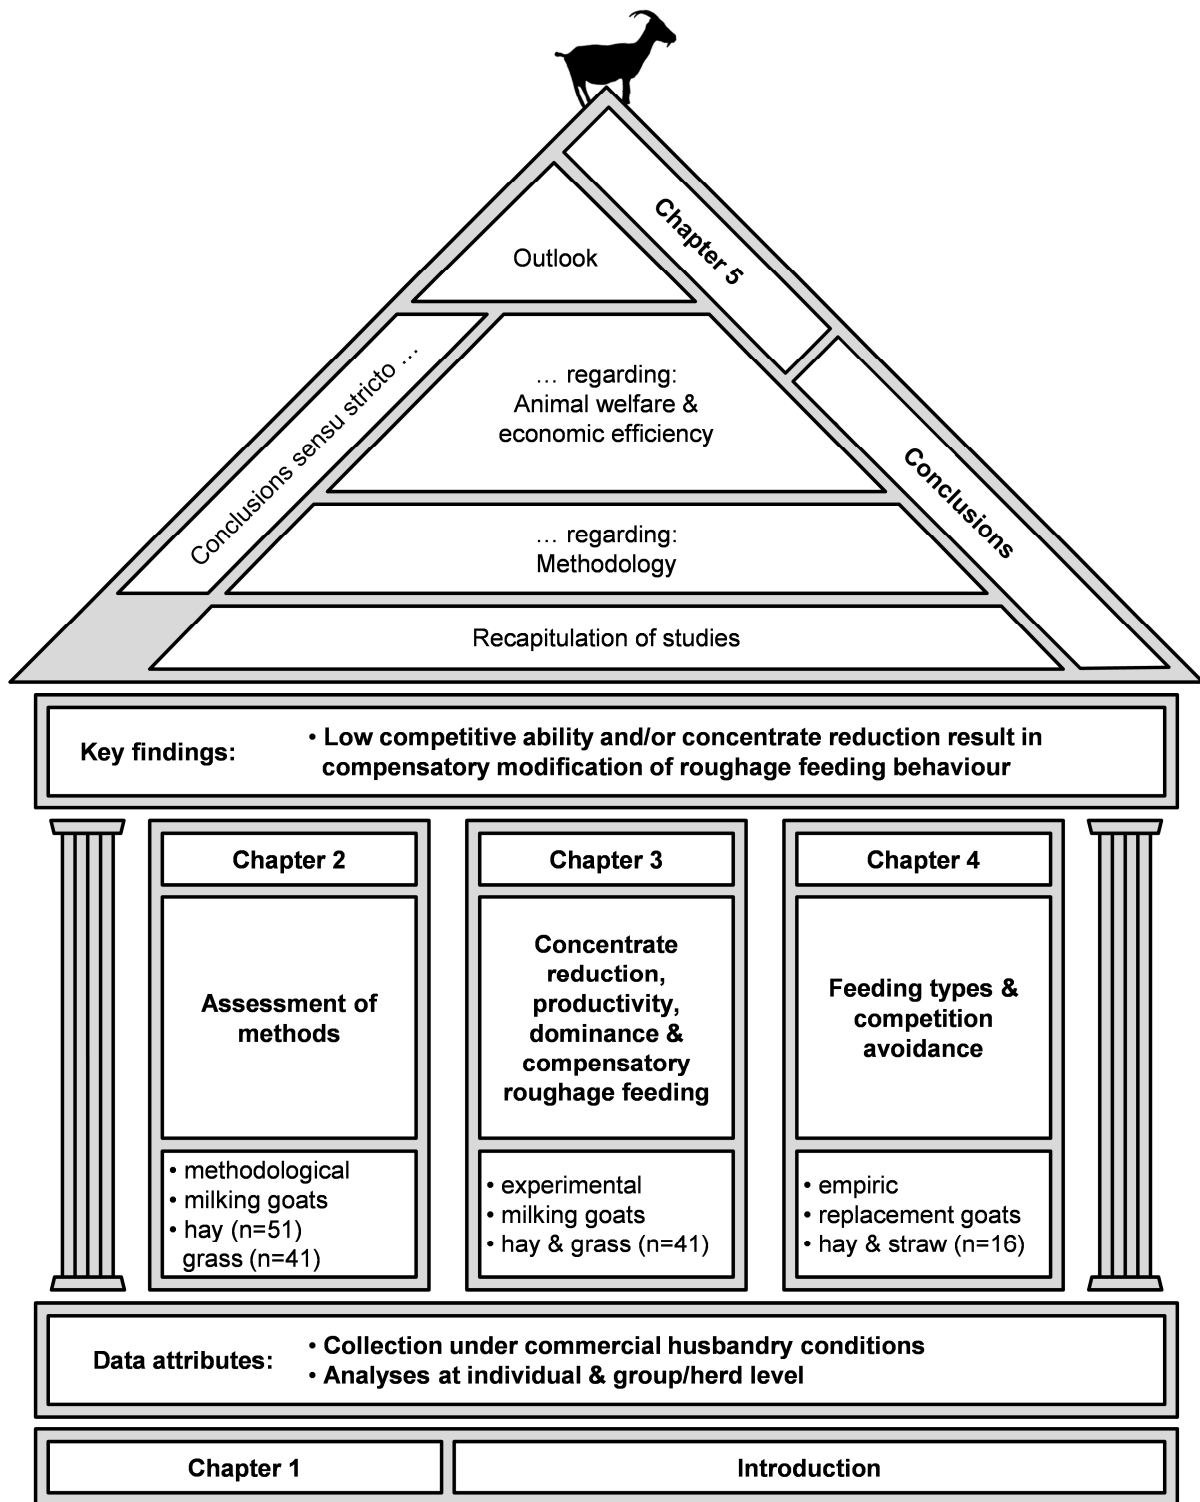 Chapter 5
Outlook
Conclusions sensu stricto ...
... regarding:
Animal welfare &
economic efficiency
Conclusions
... regarding:
Methodology
Recapitulation of studies
Key findings:
• Low competitive ability and/or concentrate reduction result in
compensatory modification of roughage feeding behaviour
Chapter 2
Assessment of
methods
• methodological
• milking goats
• hay (n=51)
grass (n=41)
Chapter 3
Concentrate
reduction,
productivity,
dominance &
compensatory
roughage feeding
• experimental
• milking goats
• hay & grass (n=41)
Chapter 4
Feeding types &
competition
avoidance
• empiric
• replacement goats
• hay & straw (n=16)
Data attributes:
• Collection under commercial husbandry conditions
• Analyses at individual & group/herd level
Chapter 1
Introduction